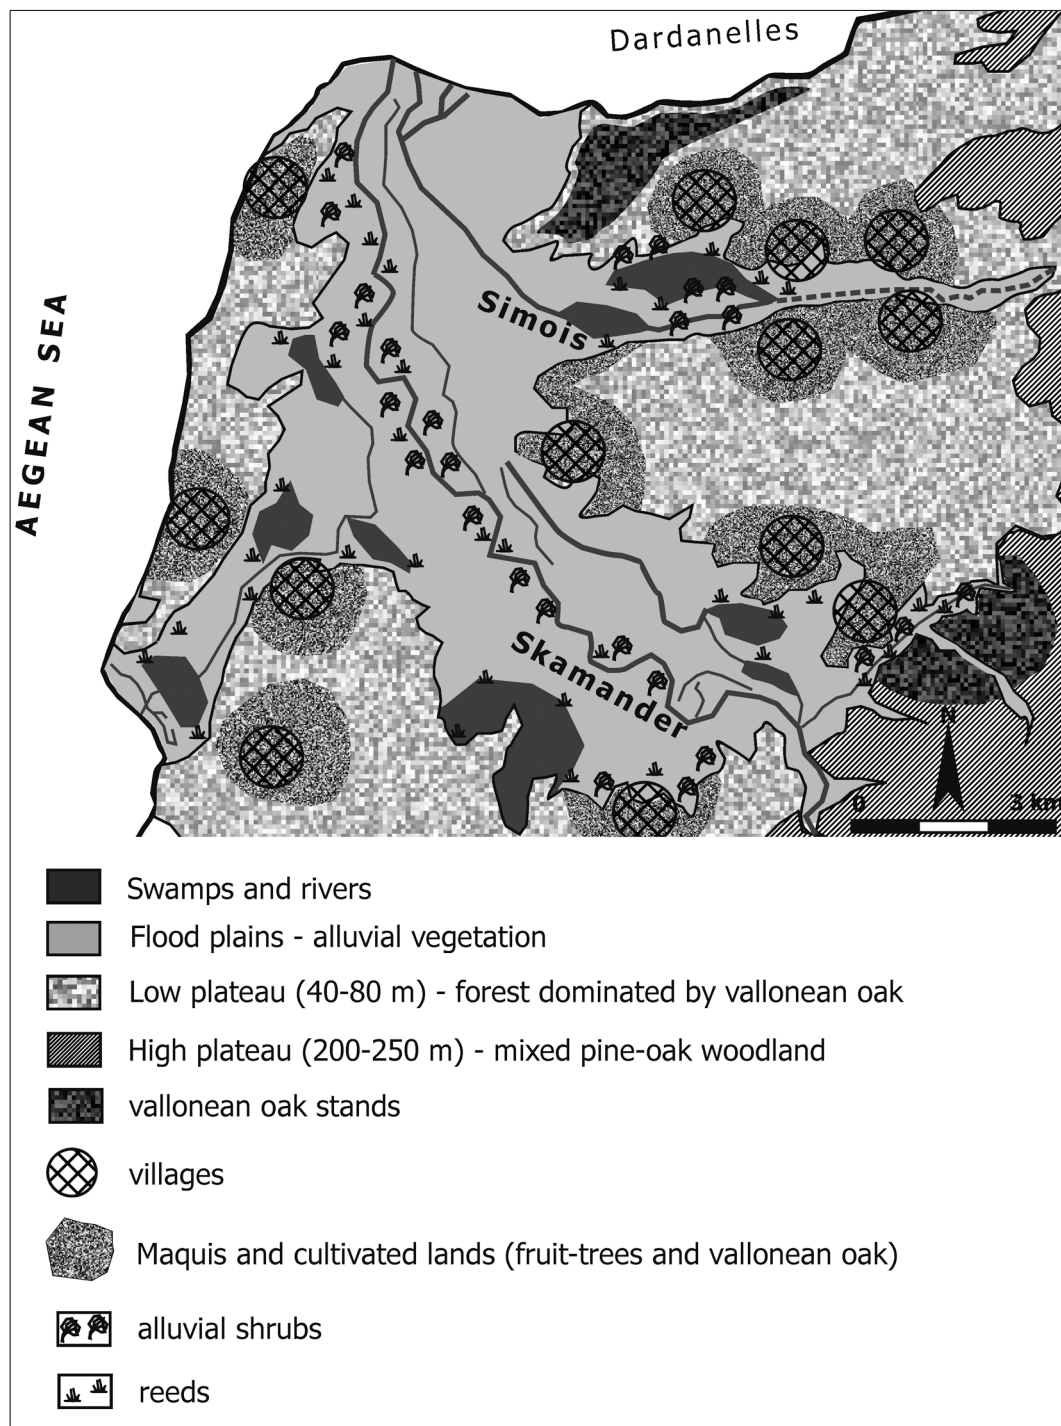 Dardanelles
AEGEAN SEA
Simois
Skamander
N
0 3 km
Swamps and rivers
Flood plains - alluvial vegetation
Low plateau (40-80 m) - forest dominated by vallonean oak
High plateau (200-250 m) - mixed pine-oak woodland
vallonean oak stands
villages
Maquis and cultivated lands (fruit-trees and vallonean oak)
alluvial shrubs
reeds